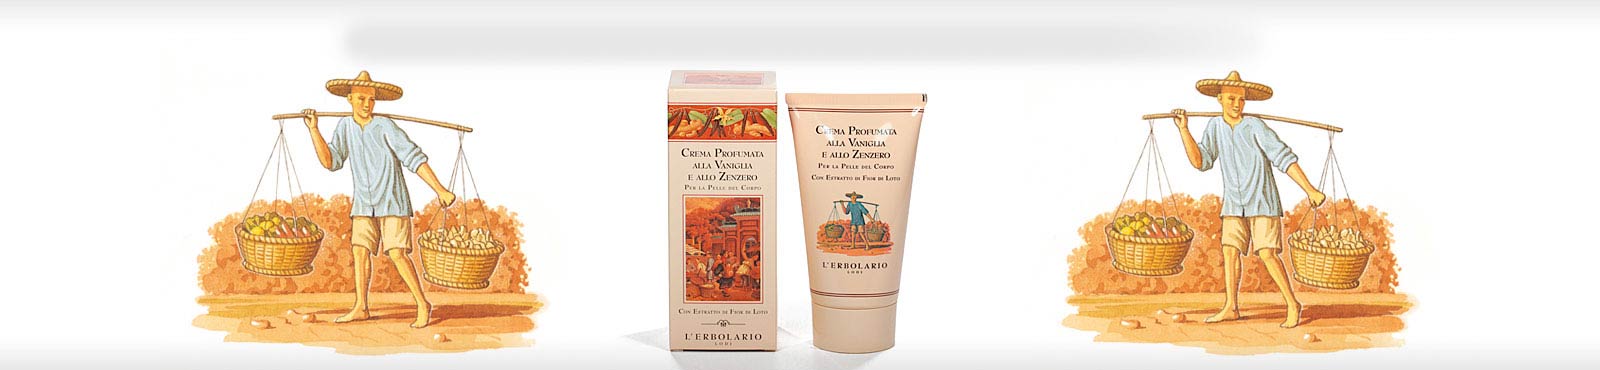 Crema Profumata
alla Vaniglia
e allo Zenzero
Per la Pelle del Corpo
Con Estratto di Fior di Loto
L'ERBOLARIO
LODI
Crema Profumata
alla Vaniglia
e allo Zenzero
Per la Pelle del Corpo
Con Estratto di Fior di Loto
L'ERBOLARIO
LODI